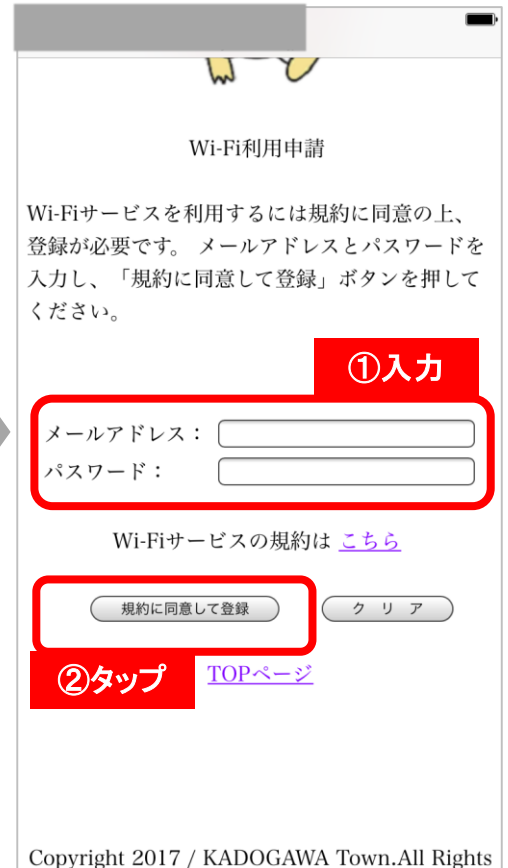 Wi-Fi利用申請
Wi-Fiサービスを利用するには規約に同意の上、
登録が必要です。 メールアドレスとパスワードを
入力し、「規約に同意して登録」ボタンを押して
ください。
①入力
メールアドレス：
パスワード：
Wi-Fiサービスの規約は こちら
規約に同意して登録 ク リ ア
②タップ TOPページ
Copyright 2017 / KADOGAWA Town.All Rights